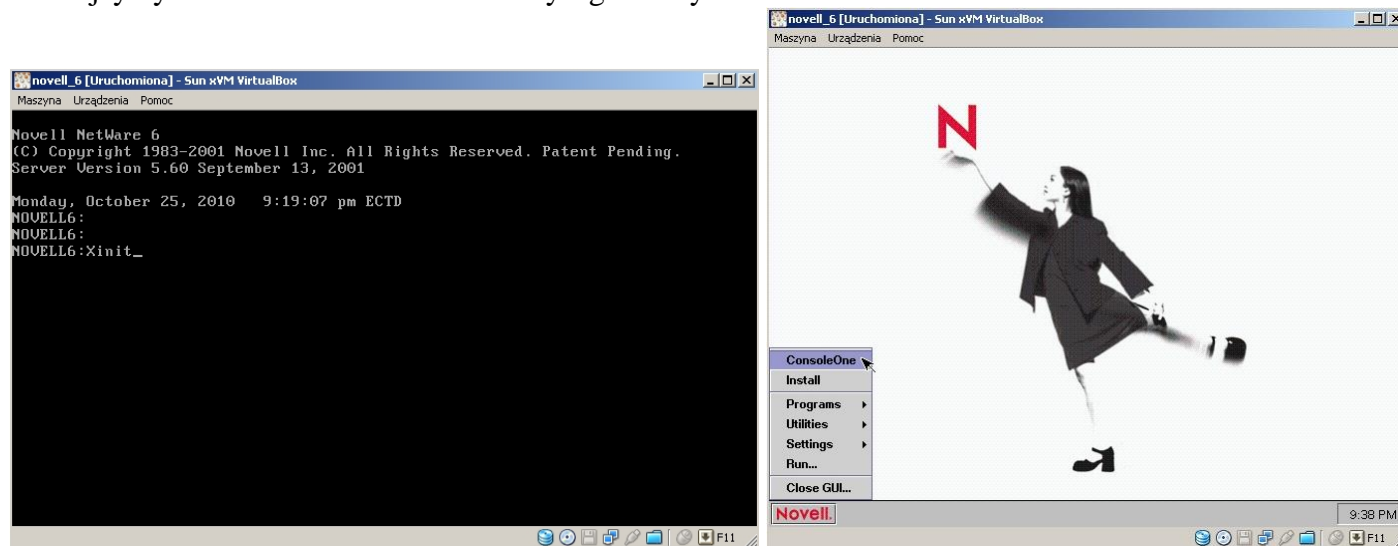 novell_6 [Uruchomiona] - Sun xVM VirtualBox
Maszyna Urządzenia Pomoc
Novell NetWare 6
(C) Copyright 1983-2001 Novell Inc. All Rights Reserved. Patent Pending.
Server Version 5.60 September 13, 2001
Monday, October 25, 2010 9:19:07 pm ECTD
NOVELL6:
NOVELL6:
NOVELL6:Xinit_
F11
novell_6 [Uruchomiona] - Sun xVM VirtualBox
Maszyna Urządzenia Pomoc
N
ConsoleOne
Install
Programs
Utilities
Settings
Run...
Close GUI...
Novell.
9:38 PM
F11